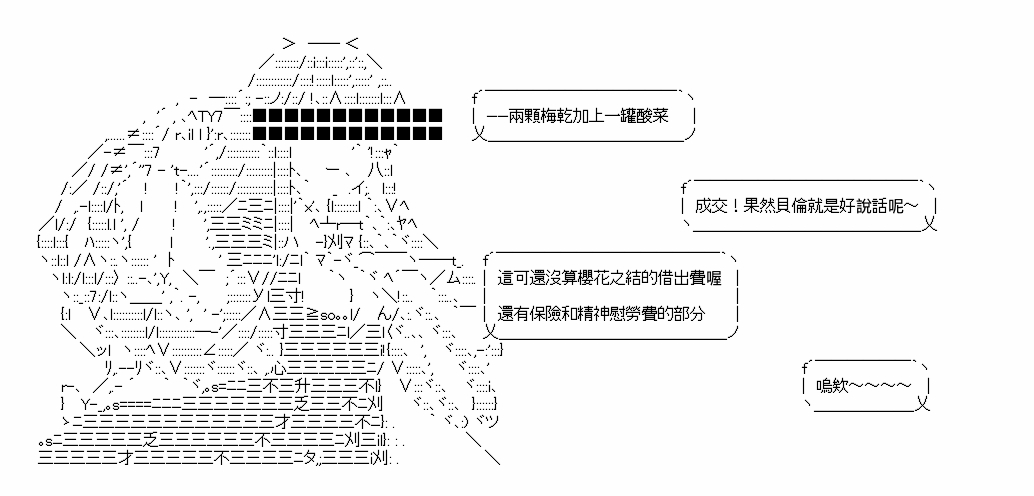 ——兩顆梅乾加上一罐酸菜
成交！果然貝倫就是好說話呢～
這可還沒算櫻花之結的借出費喔
還有保險和精神慰勞費的部分
嗚欸～～～～